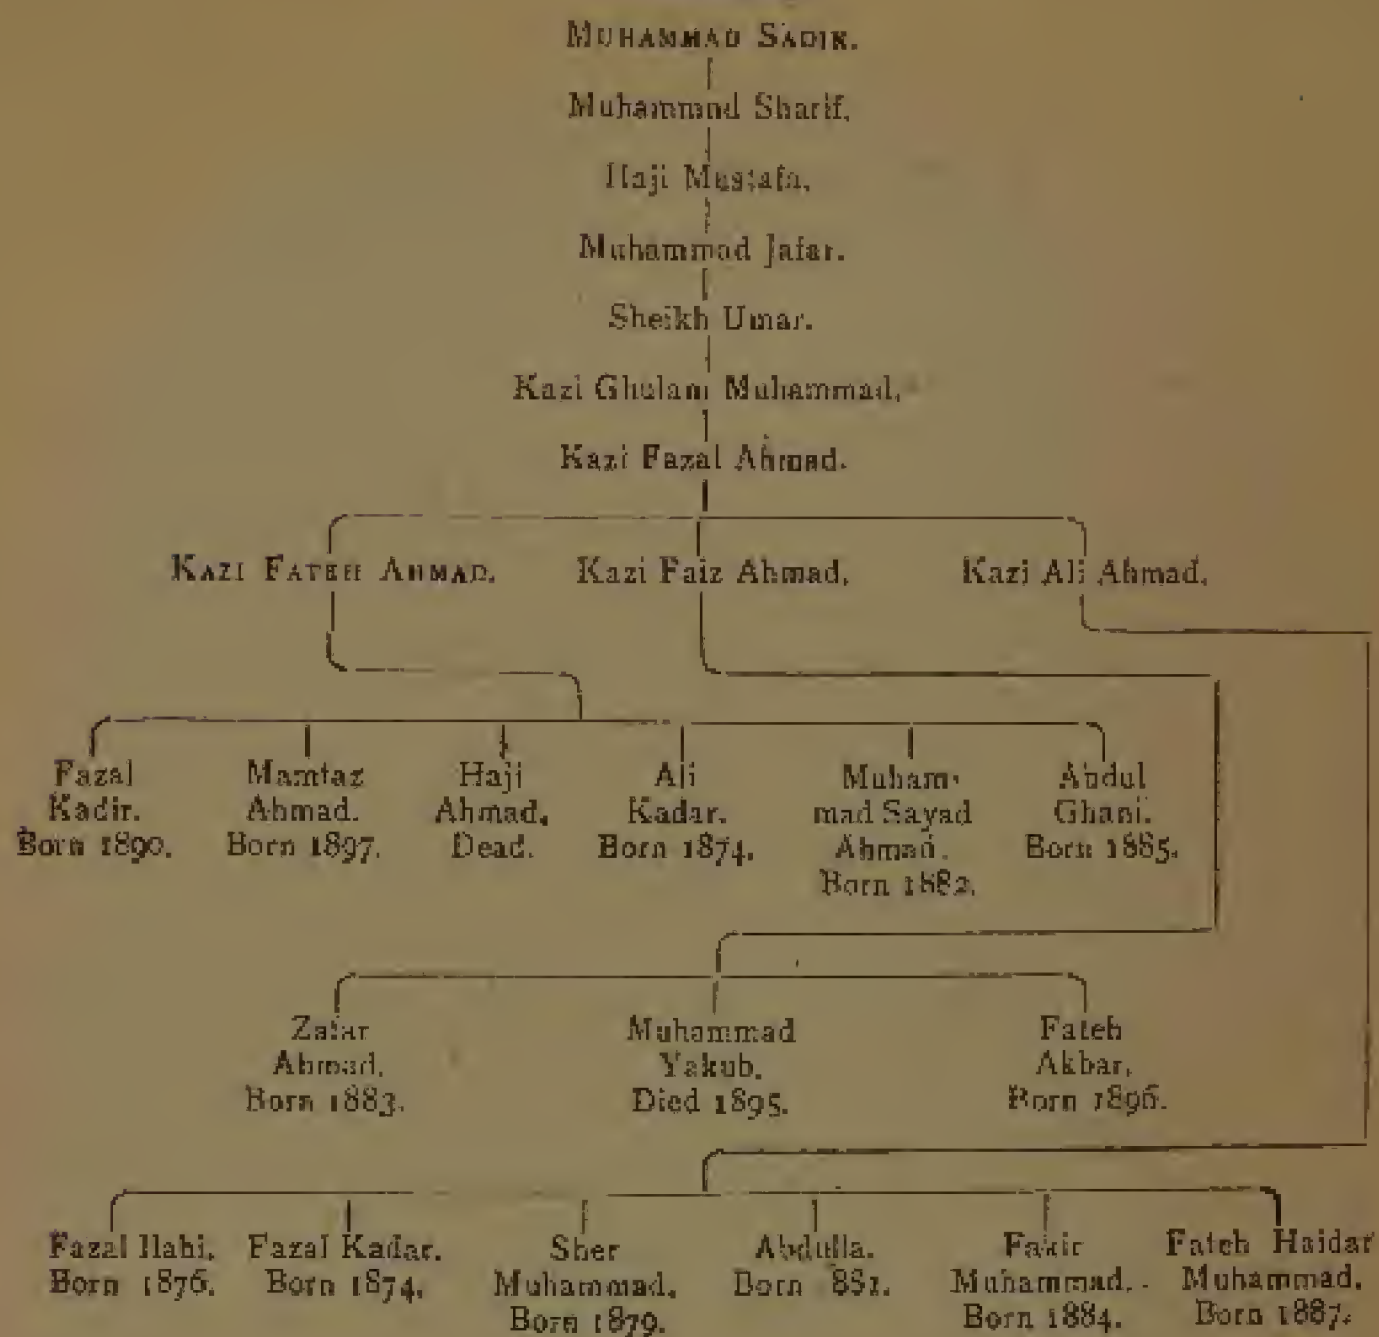 MUHAMMAD SADIK.
Muhammad Sharif.
Haji Mustafa.
Muhammad Jafar.
Sheikh Umar.
Kazi Ghulam Muhammad.
Kazi Fazal Ahmad.
KAZI FATEH AHMAD. Kazi Faiz Ahmad. Kazi Ali Ahmad.
Fazal
Kadir.
Born 1890.
Mamtaz
Ahmad.
Born 1897.
Haji
Ahmad.
Dead.
Ali
Kadar.
Born 1874.
Muham-
mad Sayad
Ahmad.
Born 1882.
Abdul
Ghani.
Born 1885.
Zafar
Ahmad.
Born 1883.
Muhammad
Yakub.
Died 1895.
Fateh
Akbar.
Born 1896.
Fazal Ilahi.
Born 1876.
Fazal Kadar.
Born 1874.
Sher
Muhammad.
Born 1879.
Abdulla.
Born 881.
Fakir
Muhammad.
Born 1884.
Fateh Haidar
Muhammad.
Born 1887.